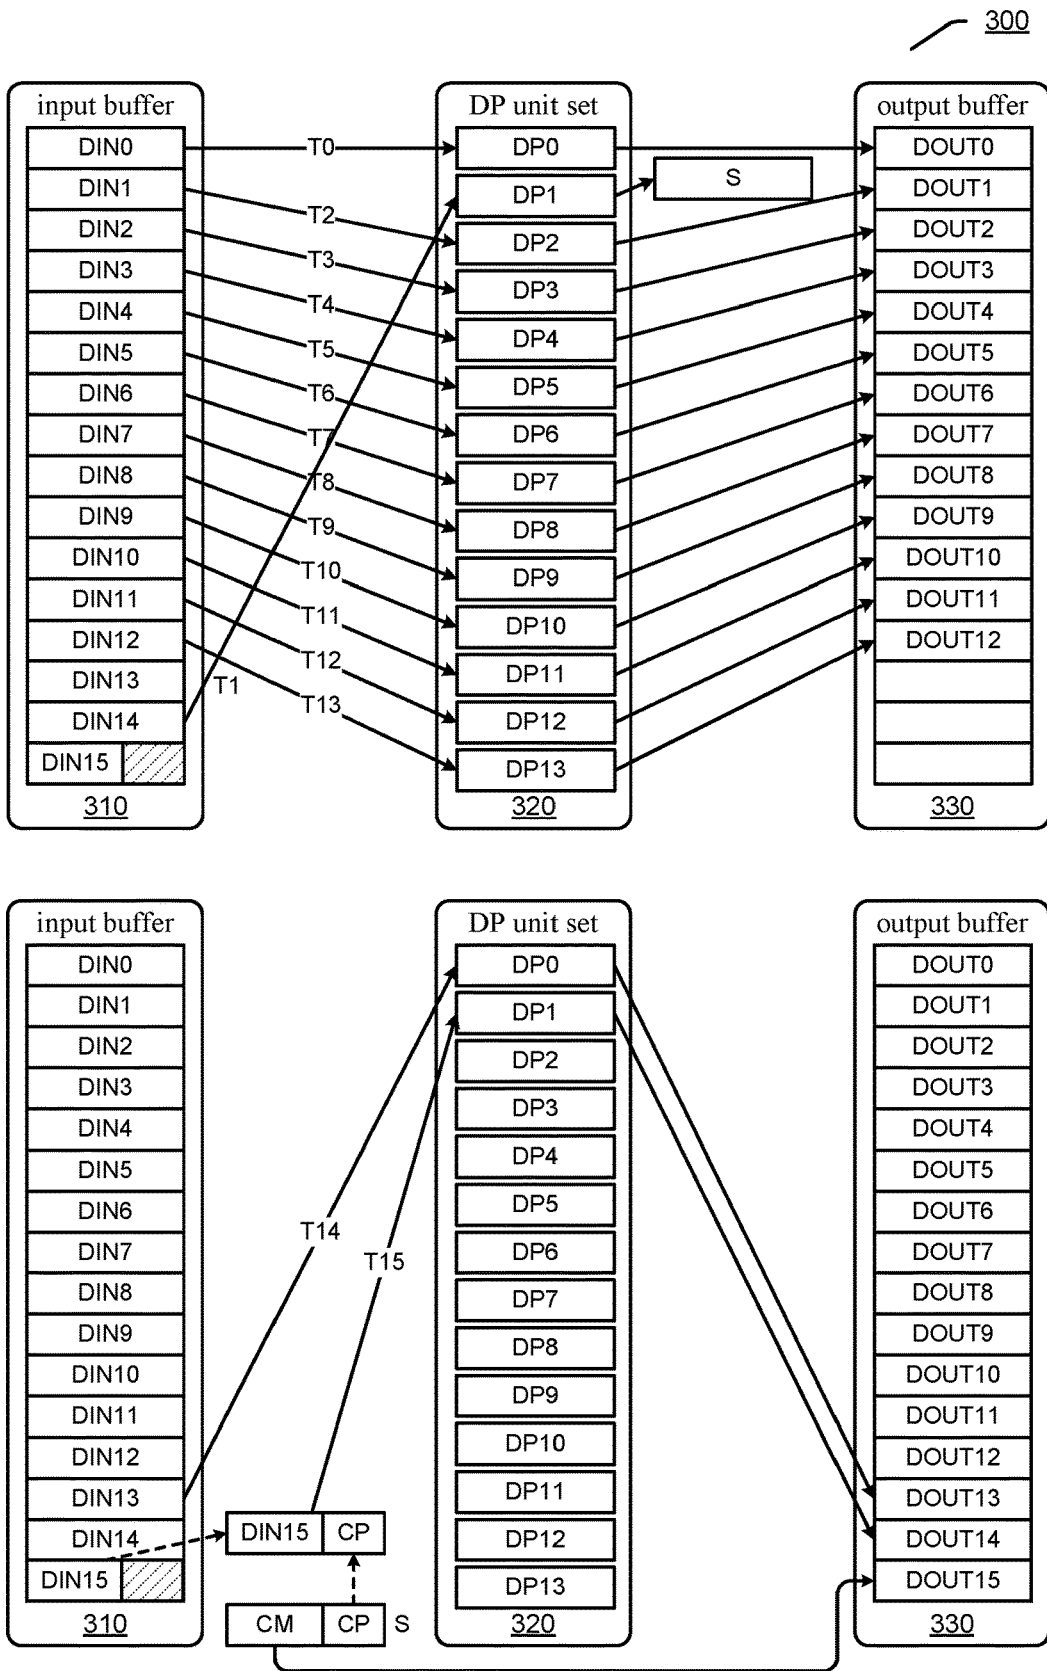 300
input buffer
DIN0
DIN1
DIN2
DIN3
DIN4
DIN5
DIN6
DIN7
DIN8
DIN9
DIN10
DIN11
DIN12
DIN13
DIN14
DIN15
310
T0
T2
T3
T4
T5
T6
T7
T8
T9
T10
T11
T12
T1
T13
DP unit set
DP0
DP1
DP2
DP3
DP4
DP5
DP6
DP7
DP8
DP9
DP10
DP11
DP12
DP13
320
S
output buffer
DOUT0
DOUT1
DOUT2
DOUT3
DOUT4
DOUT5
DOUT6
DOUT7
DOUT8
DOUT9
DOUT10
DOUT11
DOUT12
330
input buffer
DIN0
DIN1
DIN2
DIN3
DIN4
DIN5
DIN6
DIN7
DIN8
DIN9
DIN10
DIN11
DIN12
DIN13
DIN14
DIN15
310
T14
T15
DIN15 CP
CM CP S
DP unit set
DP0
DP1
DP2
DP3
DP4
DP5
DP6
DP7
DP8
DP9
DP10
DP11
DP12
DP13
320
output buffer
DOUT0
DOUT1
DOUT2
DOUT3
DOUT4
DOUT5
DOUT6
DOUT7
DOUT8
DOUT9
DOUT10
DOUT11
DOUT12
DOUT13
DOUT14
DOUT15
330